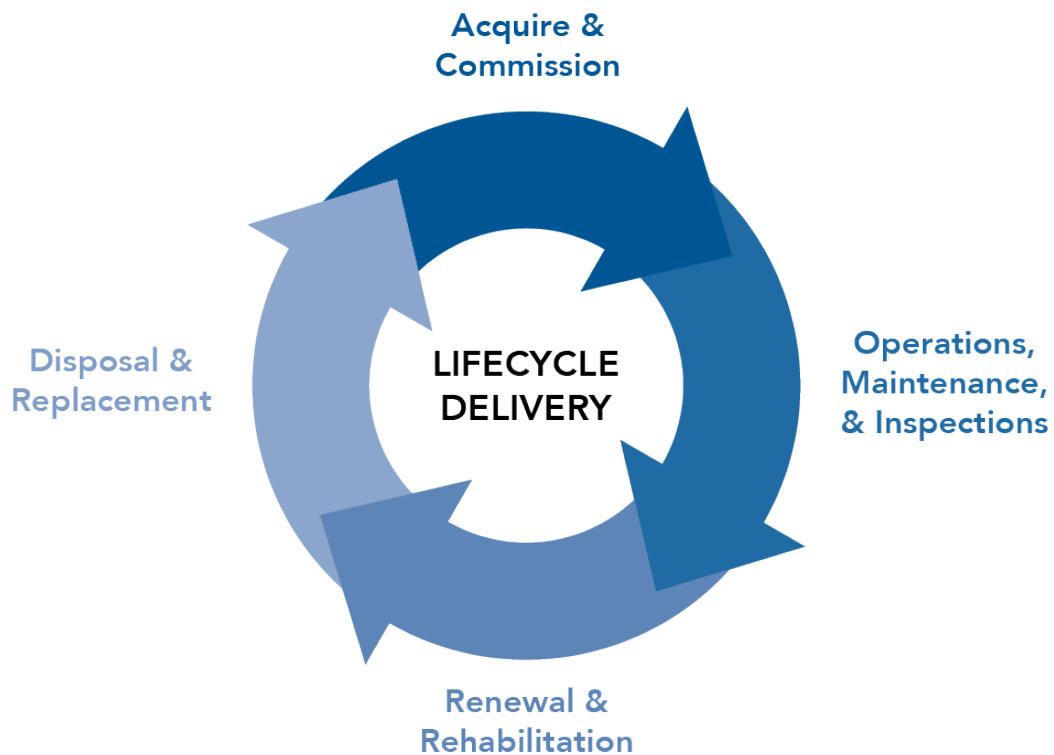 Acquire &
Commission
Operations,
Maintenance,
& Inspections
LIFECYCLE
DELIVERY
Disposal &
Replacement
Renewal &
Rehabilitation